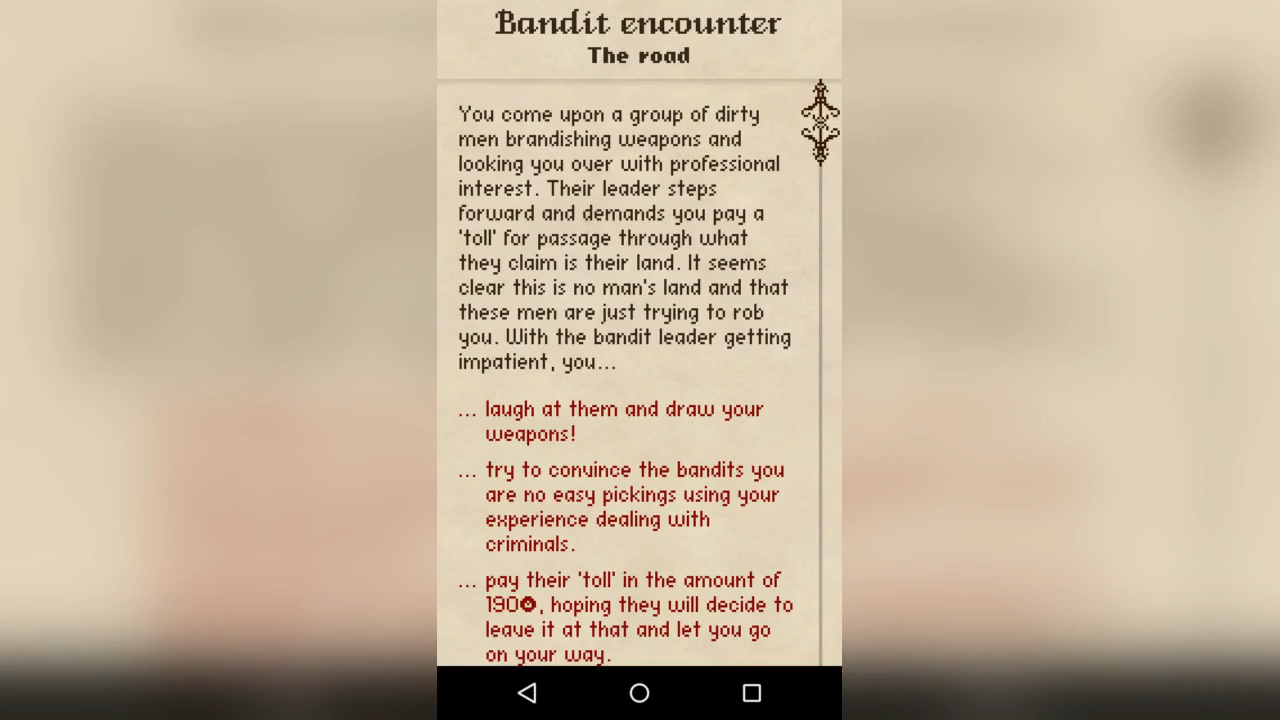 Bandit encounter
The road
You come upon a group of dirty
men brandishing weapons and
looking you over with professional
interest. Their leader steps
forward and demands you pay a
'toll' for passage through what
they claim is their land. It seems
clear this is no man's land and that
these men are just trying to rob
you. With the bandit leader getting
impatient, you...
... laugh at them and draw your
weapons!
... try to convince the bandits you
are no easy pickings using your
experience dealing with
criminals.
... pay their 'toll' in the amount of
190, hoping they will decide to
leave it at that and let you go
on your way.